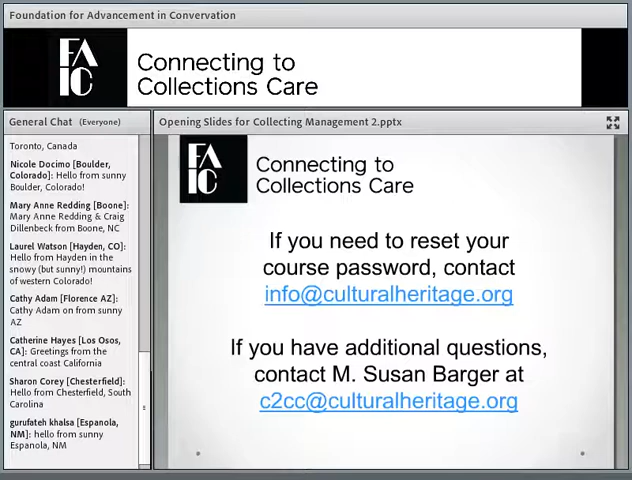 Foundation for Advancement in Convervation
FA
IC
Connecting to
Collections Care
General Chat (Everyone)
Toronto, Canada
Nicole Docimo [Boulder,
Colorado]: Hello from sunny
Boulder, Colorado!
Mary Anne Redding [Boone]:
Mary Anne Redding & Craig
Dillenbeck from Boone, NC
Laurel Watson [Hayden, CO]:
Hello from Hayden in the
snowy (but sunny!) mountains
of western Colorado!
Cathy Adam [Florence AZ]:
Cathy Adam on from sunny
AZ
Catherine Hayes [Los Osos,
CA]: Greetings from the
central coast California
Sharon Corey [Chesterfield]:
Hello from Chesterfield, South
Carolina
gurufateh khalsa [Espanola,
NM]: hello from sunny
Espanola, NM
Opening Slides for Collecting Management 2.pptx
FA
IC
Connecting to
Collections Care
If you need to reset your
course password, contact
info@culturalheritage.org
If you have additional questions,
contact M. Susan Barger at
c2cc@culturalheritage.org